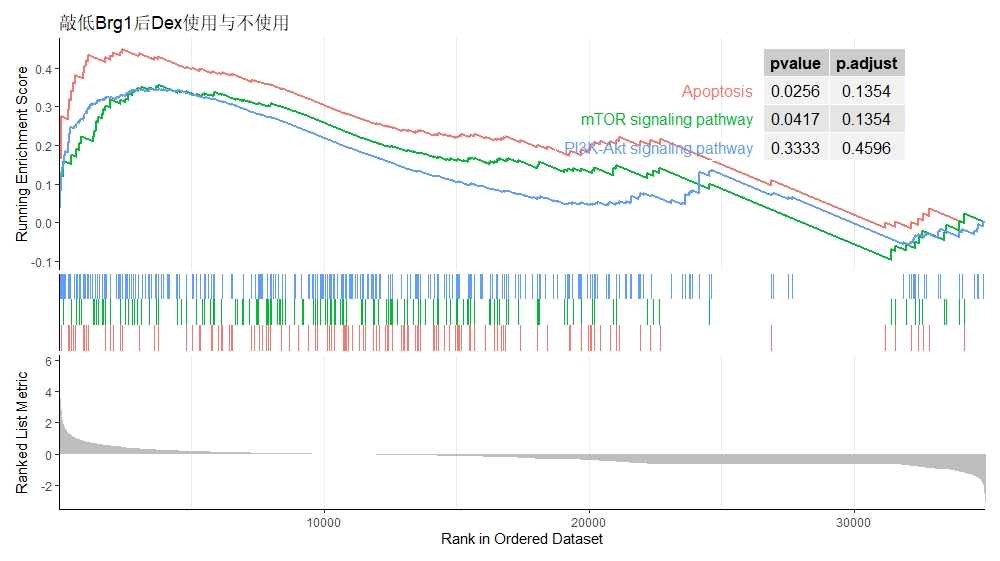 敲低Brg1后Dex使用与不使用
Running Enrichment Score
0.4
0.3
0.2
0.1
0.0
-0.1
pvalue p.adjust
Apoptosis 0.0256 0.1354
mTOR signaling pathway 0.0417 0.1354
PI3K-Akt signaling pathway 0.3333 0.4596
Ranked List Metric
6
4
2
0
-2
10000 20000 30000
Rank in Ordered Dataset